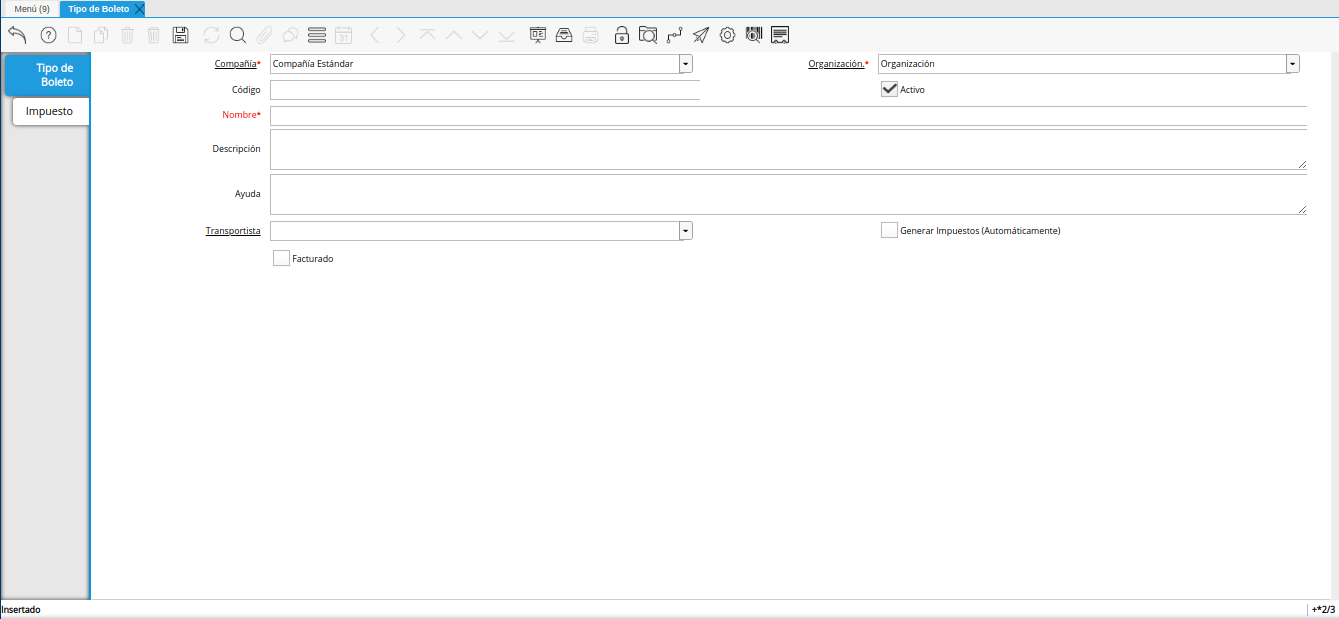 Menú (9) Tipo de Boleto
31
Tipo de
Boleto
Impuesto
Compañía* Compañía Estándar Organización.* Organización
Código Activo
Nombre*
Descripción
Ayuda
Transportista Generar Impuestos (Automáticamente)
Facturado
Insertado +*2/3